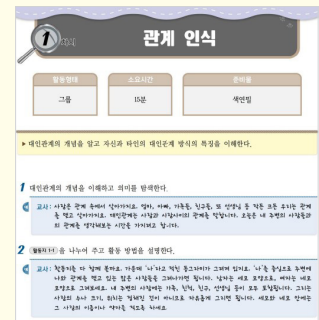 1 차시
관계 인식
활동형태 소요시간 준비물
그룹 15분 색연필
▶ 대인관계의 개념을 알고 자신과 타인의 대인관계 방식의 특징을 이해한다.
1 대인관계의 개념을 이해하고 의미를 탐색한다.
교사 : 사람은 관계 속에서 살아가지요. 엄마, 아빠, 가족들, 친구들, 또 선생님 등 작든 크든 우리는 관계
를 맺고 살아가지요. 대인관계는 사람과 사람사이의 관계를 말합니다. 오늘은 내 주변의 사람들과
의 관계를 생각해보는 시간을 가지려고 합니다.
2 활동지 1-1 을 나누어 주고 활동 방법을 설명한다.
교사 : 활동지를 다 함께 봅시다. 가운데 '나'라고 적힌 동그라미가 그려져 있지요. '나'를 중심으로 주변에
나와 관계를 맺고 있는 많은 사람들을 그려나가면 됩니다. 남자는 세모 모양으로, 여자는 네모
모양으로 그려보세요. 내 주변의 사람에는 가족, 친척, 친구, 선생님 등이 모두 포함됩니다. 그리는
사람의 수나 크기, 위치는 정해진 것이 아니므로 자유롭게 그리면 됩니다. 세모와 네모 안에는
그 사람의 이름이나 명칭을 적도록 하세요.